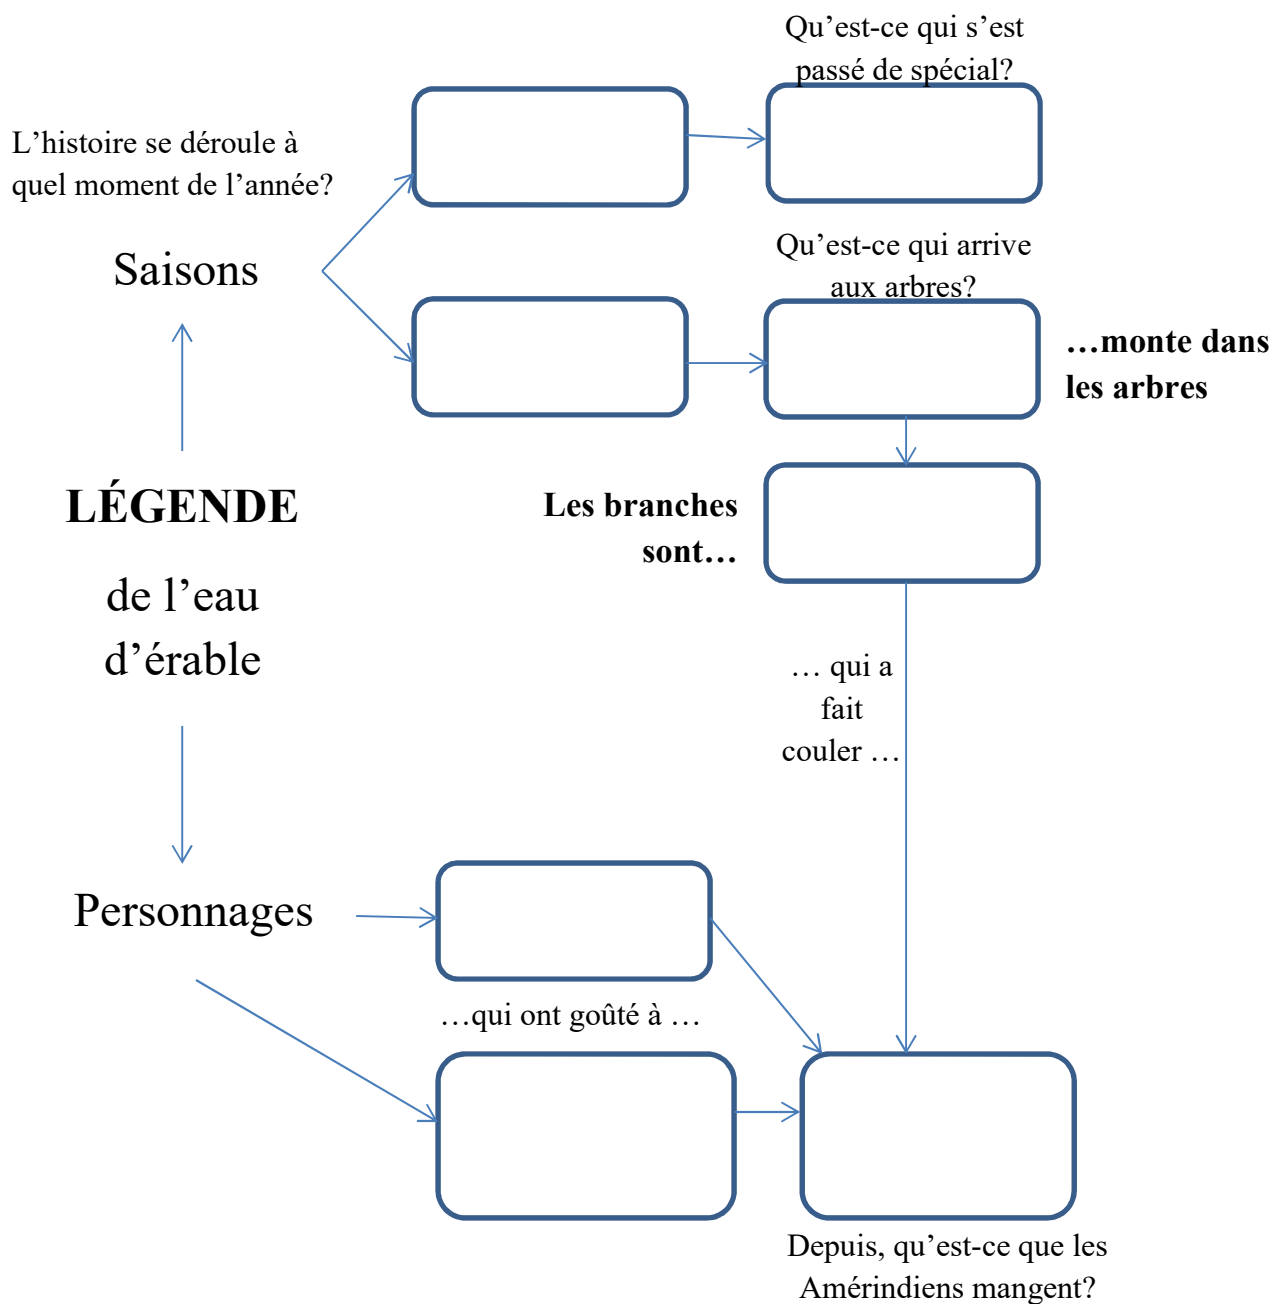 Qu’est-ce qui s’est
passé de spécial?
L’histoire se déroule à
quel moment de l’année?
Saisons
Qu’est-ce qui arrive
aux arbres?
…monte dans
les arbres
LÉGENDE
de l’eau
d’érable
Les branches
sont…
… qui a
fait
couler …
Personnages
…qui ont goûté à …
Depuis, qu’est-ce que les
Amérindiens mangent?